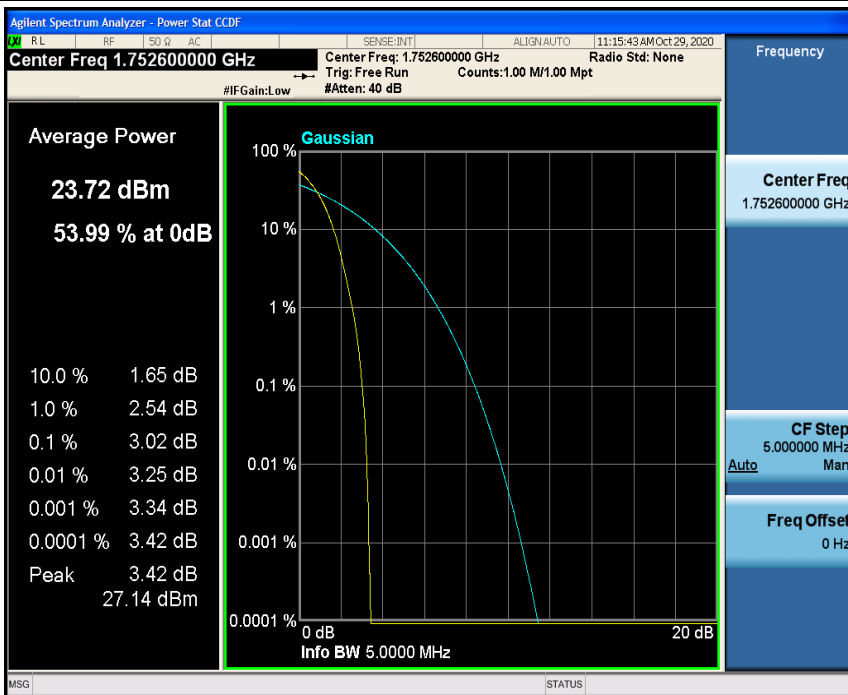 Agilent Spectrum Analyzer - Power Stat CCDF
LXI RL RF 50 Ω AC SENSE:INT ALIGN AUTO 11:15:43 AM Oct 29, 2020
Center Freq 1.752600000 GHz
Center Freq: 1.752600000 GHz Radio Std: None
Trig: Free Run Counts:1.00 M/1.00 Mpt
#IFGain:Low #Atten: 40 dB
Frequency
Average Power
23.72 dBm
53.99 % at 0dB
10.0 % 1.65 dB
1.0 % 2.54 dB
0.1 % 3.02 dB
0.01 % 3.25 dB
0.001 % 3.34 dB
0.0001 % 3.42 dB
Peak 3.42 dB
27.14 dBm
Gaussian
100 %
10 %
1 %
0.1 %
0.01 %
0.001 %
0.0001 %
0 dB 20 dB
Info BW 5.0000 MHz
Center Freq
1.752600000 GHz
CF Step
5.000000 MHz
Auto Man
Freq Offset
0 Hz
MSG STATUS